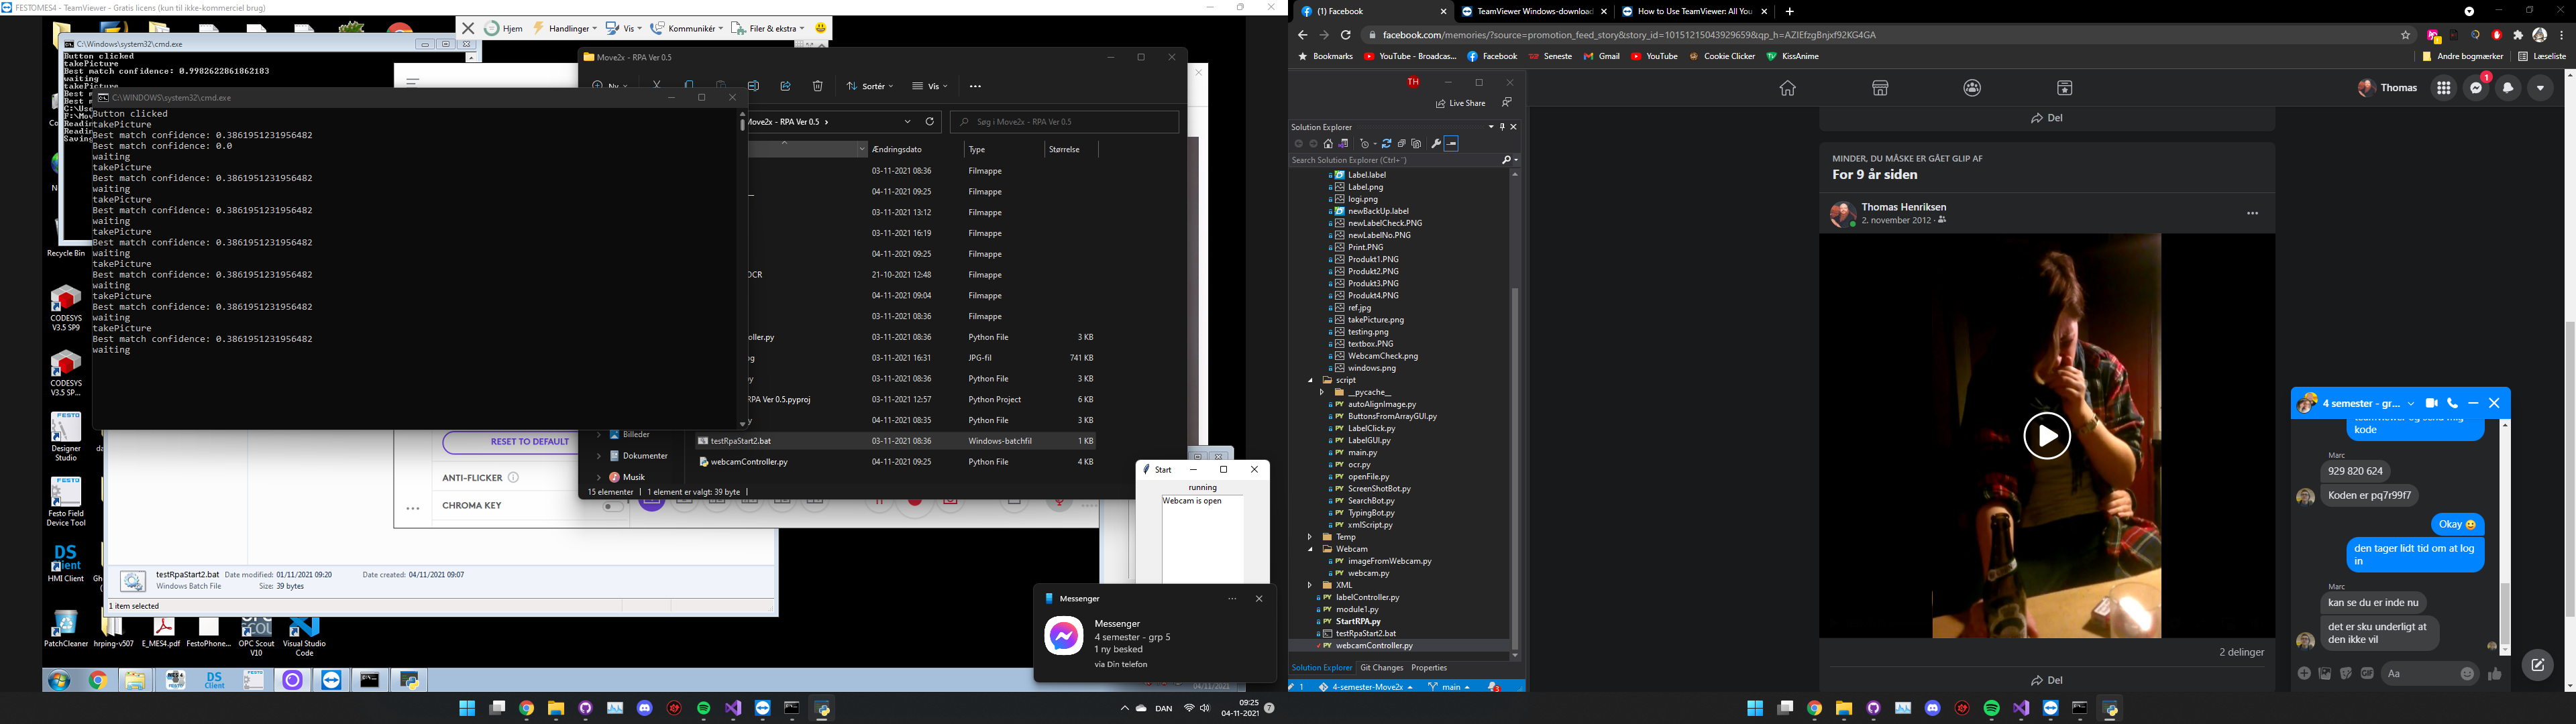 FESTOMES4 - TeamViewer - Gratis licens (kun til ikke-kommerciel brug)
Hjem
Handlinger
Vis
Kommunikér
Filer & ekstra
C:\Windows\system32\cmd.exe
Button clicked
takePicture
Best match confidence: 0.9982622861862183
waiting
takePicture
C:\WINDOWS\system32\cmd.exe
Button clicked
takePicture
Best match confidence: 0.3861951231956482
Best match confidence: 0.0
waiting
takePicture
Best match confidence: 0.3861951231956482
waiting
takePicture
Best match confidence: 0.3861951231956482
waiting
takePicture
Best match confidence: 0.3861951231956482
waiting
takePicture
Best match confidence: 0.3861951231956482
waiting
takePicture
Best match confidence: 0.3861951231956482
waiting
takePicture
Best match confidence: 0.3861951231956482
waiting
Move2x - RPA Ver 0.5
Ny
Sortér
Vis
Move2x - RPA Ver 0.5
Søg i Move2x - RPA Ver 0.5
Ændringsdato Type Størrelse
03-11-2021 08:36 Filmappe
04-11-2021 09:25 Filmappe
03-11-2021 13:12 Filmappe
03-11-2021 16:19 Filmappe
04-11-2021 09:25 Filmappe
OCR 21-10-2021 12:48 Filmappe
04-11-2021 09:04 Filmappe
03-11-2021 08:36 Filmappe
oller.py 03-11-2021 08:36 Python File 3 KB
03-11-2021 16:31 JPG-fil 741 KB
03-11-2021 08:36 Python File 3 KB
RPA Ver 0.5.pyproj 03-11-2021 12:57 Python Project 6 KB
04-11-2021 08:35 Python File 3 KB
testRpaStart2.bat 03-11-2021 08:36 Windows-batchfil 1 KB
webcamController.py 04-11-2021 09:25 Python File 4 KB
Billeder
Dokumenter
Musik
15 elementer
1 element er valgt: 39 byte
Recycle Bin
CODESYS
V3.5 SP9
CODESYS
V3.5 SP...
Designer
Studio
Festo Field
Device Tool
HMI Client
PatchCleaner
hrping-v507
E_MES4.pdf
FestoPhone...
OPC Scout
V10
Visual Studio
Code
RESET TO DEFAULT
ANTI-FLICKER
CHROMA KEY
testRpaStart2.bat Date modified: 01/11/2021 09:20 Date created: 04/11/2021 09:07
Windows Batch File Size: 39 bytes
1 item selected
Start
running
Webcam is open
Messenger
Messenger
4 semester - grp 5
1 ny besked
via Din telefon
04/11/2021
DAN
09:25
04-11-2021
7
(1) Facebook
TeamViewer Windows-download
How to Use TeamViewer: All You
facebook.com/memories/?source=promotion_feed_story&story_id=10151215043929659&qp_h=AZIEfzgBnjxf92KG4GA
Bookmarks
YouTube - Broadcas...
Facebook
Seneste
Gmail
YouTube
Cookie Clicker
KissAnime
Andre bogmærker
Læseliste
TH
Live Share
Solution Explorer
Search Solution Explorer (Ctrl+¨)
Label.label
Label.png
logi.png
newBackUp.label
newLabelCheck.PNG
newLabelNo.PNG
Print.PNG
Produkt1.PNG
Produkt2.PNG
Produkt3.PNG
Produkt4.PNG
ref.jpg
takePicture.png
testing.png
textbox.PNG
WebcamCheck.png
windows.png
script
__pycache__
autoAlignImage.py
ButtonsFromArrayGUI.py
LabelClick.py
LabelGUI.py
main.py
ocr.py
openFile.py
ScreenShotBot.py
SearchBot.py
TypingBot.py
xmlScript.py
Temp
Webcam
imageFromWebcam.py
webcam.py
XML
labelController.py
module1.py
StartRPA.py
testRpaStart2.bat
webcamController.py
Solution Explorer
Git Changes
Properties
1
4-semester-Move2x
main
3
Thomas
1
Del
MINDER, DU MÅSKE ER GÅET GLIP AF
For 9 år siden
Thomas Henriksen
2. november 2012
2 delinger
Del
4 semester - gr...
kode
Marc
929 820 624
Koden er pq7r99f7
Okay
den tager lidt tid om at log
in
Marc
kan se du er inde nu
det er sku underligt at
den ikke vil
Aa